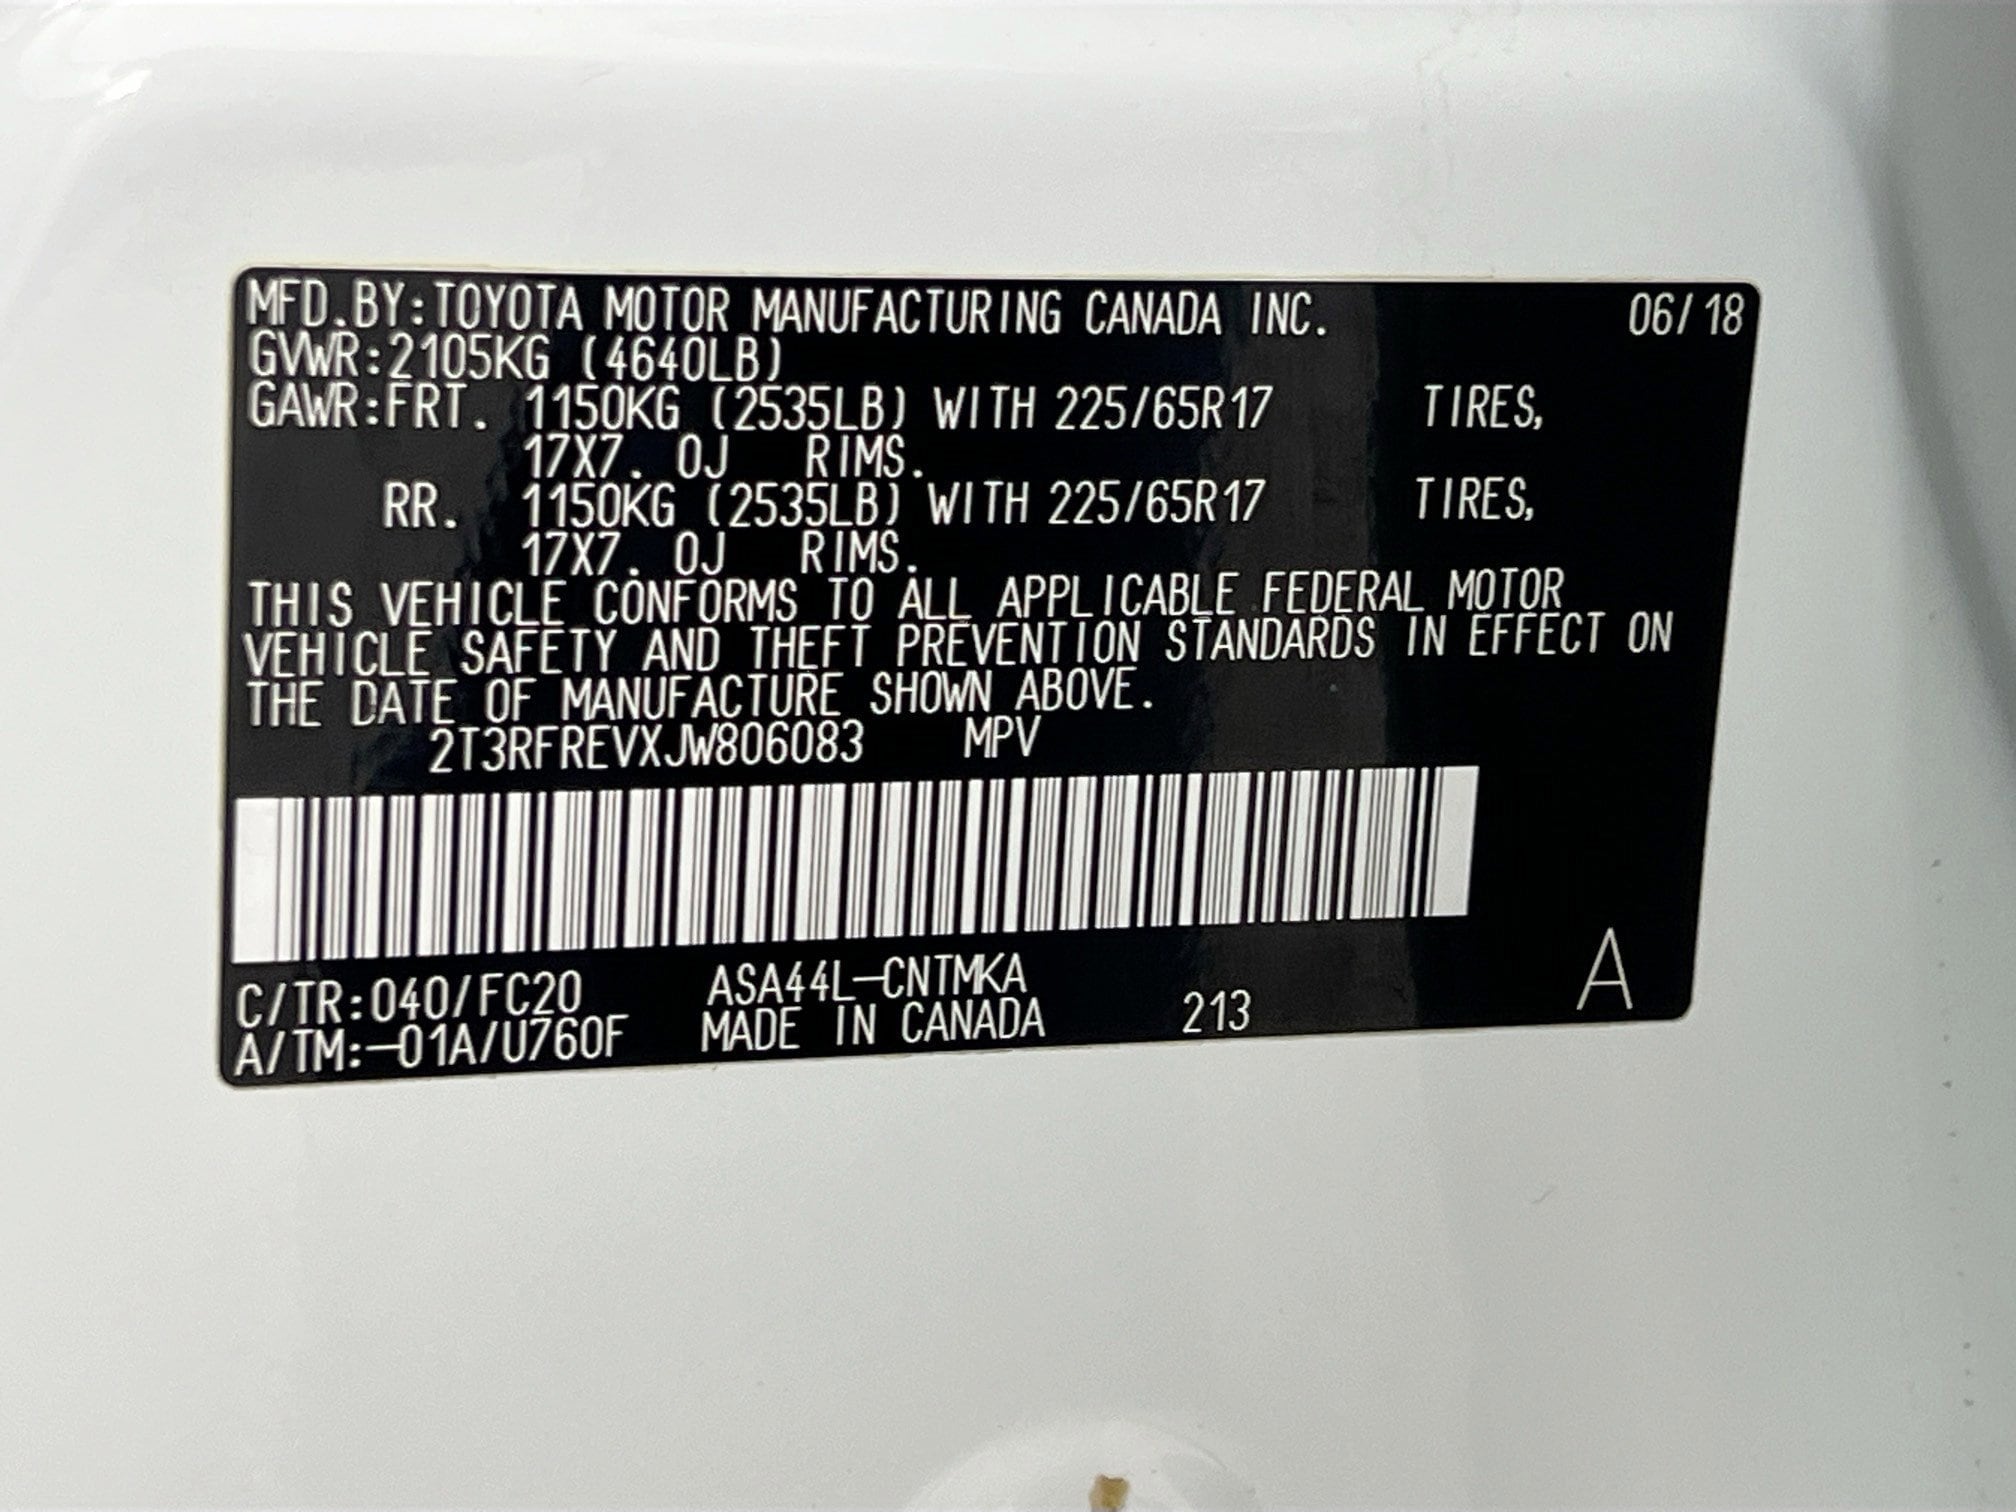 MFD.BY:TOYOTA MOTOR MANUFACTURING CANADA INC. 06/18
GVWR:2105KG (4640LB)
GAWR:FRT. 1150KG (2535LB) WITH 225/65R17 TIRES,
17X7. 0J RIMS.
RR. 1150KG (2535LB) WITH 225/65R17 TIRES,
17X7. 0J RIMS.
THIS VEHICLE CONFORMS TO ALL APPLICABLE FEDERAL MOTOR
VEHICLE SAFETY AND THEFT PREVENTION STANDARDS IN EFFECT ON
THE DATE OF MANUFACTURE SHOWN ABOVE.
2T3RFREVXJW806083 MPV
C/TR:040/FC20 ASA44L-CNTMKA
A/TM:-01A/U760F MADE IN CANADA 213 A